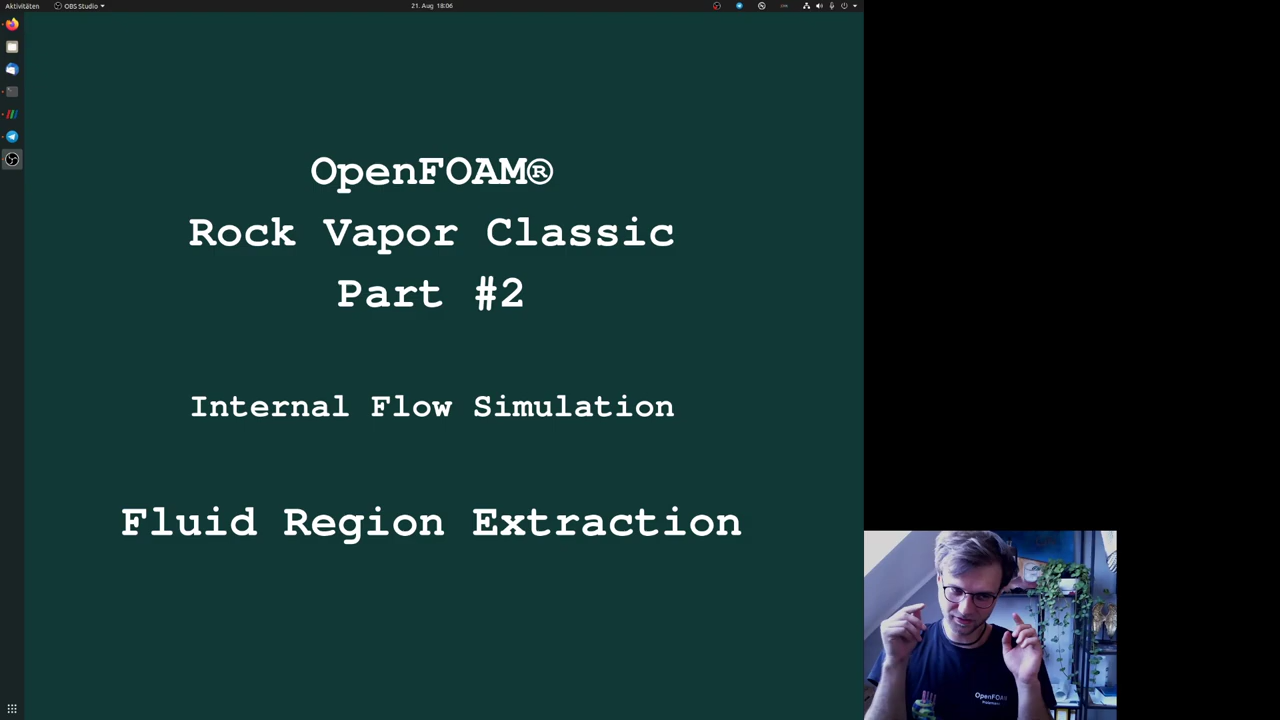 Aktivitäten
OBS Studio
21. Aug 18:06
OpenFOAM®
Rock Vapor Classic
Part #2
Internal Flow Simulation
Fluid Region Extraction
OpenFOAM